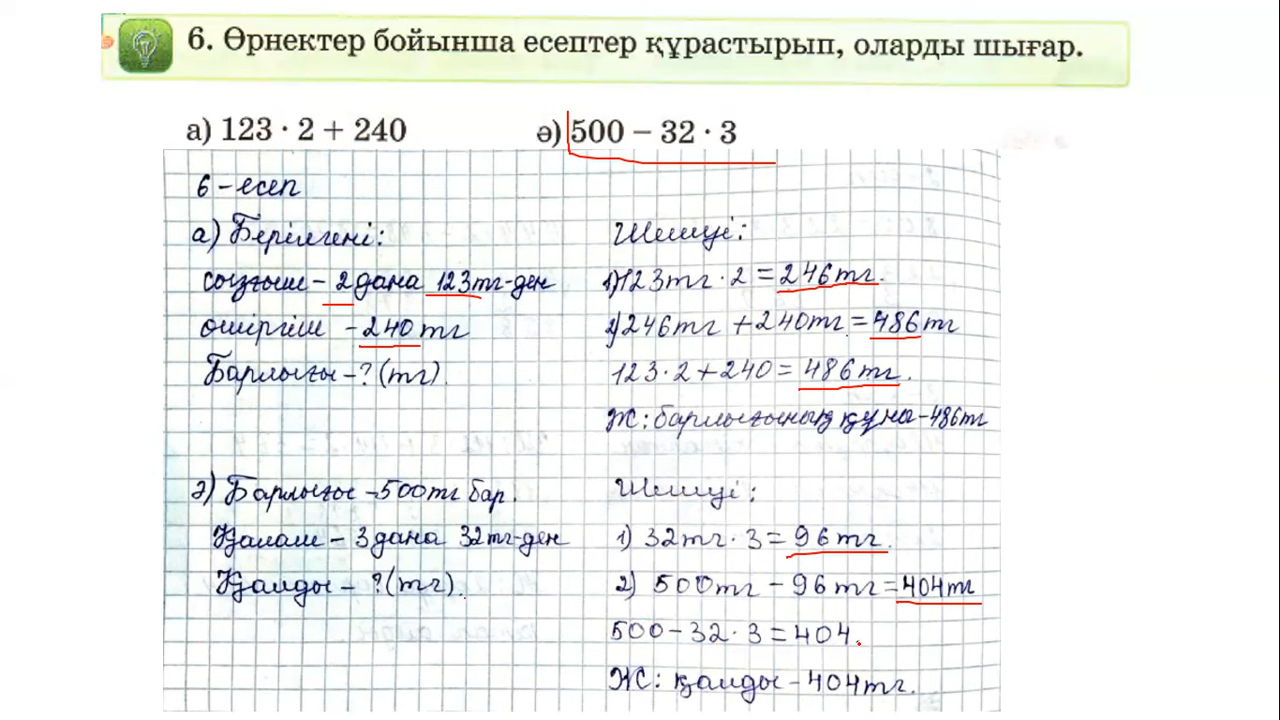 6. Өрнектер бойынша есептер құрастырып, оларды шығар.
а) 123 · 2 + 240
ә) 500 − 32 · 3
6 – есеп
а) Берілгені:
сызғыш – 2 дана 123тг-ден
өшіргіш – 240 тг
Барлығы – ? (тг).
Шешуі:
1) 123тг · 2 = 246тг.
2) 246тг + 240тг = 486тг
123 · 2 + 240 = 486тг.
Ж: барлығының құны – 486тг
ә) Барлығы – 500тг бар.
Қалам – 3 дана 32тг-ден
Қалды – ? (тг).
Шешуі:
1) 32тг · 3 = 96тг.
2) 500тг – 96тг = 404тг
500 – 32 · 3 = 404.
Ж: қалды – 404тг.